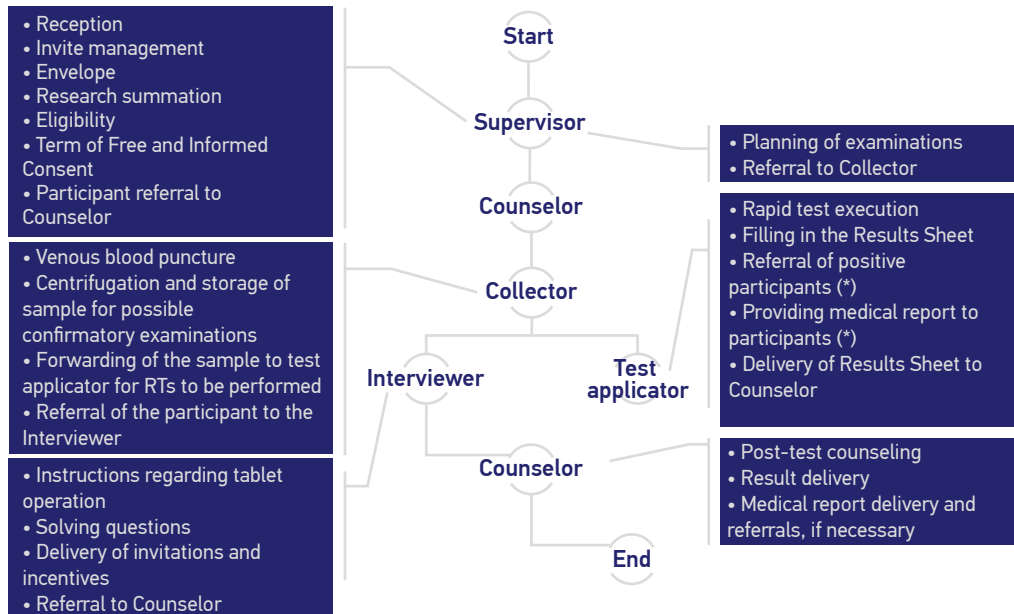 • Reception
• Invite management
• Envelope
• Research summation
• Eligibility
• Term of Free and Informed
Consent
• Participant referral to
Counselor
Start
Supervisor
• Planning of examinations
• Referral to Collector
Counselor
• Venous blood puncture
• Centrifugation and storage of
sample for possible
confirmatory examinations
• Forwarding of the sample to test
applicator for RTs to be performed
• Referral of the participant to the
Interviewer
Collector
• Rapid test execution
• Filling in the Results Sheet
• Referral of positive
participants (*)
• Providing medical report to
participants (*)
• Delivery of Results Sheet to
Counselor
Interviewer
Test
applicator
• Instructions regarding tablet
operation
• Solving questions
• Delivery of invitations and
incentives
• Referral to Counselor
Counselor
• Post-test counseling
• Result delivery
• Medical report delivery and
referrals, if necessary
End